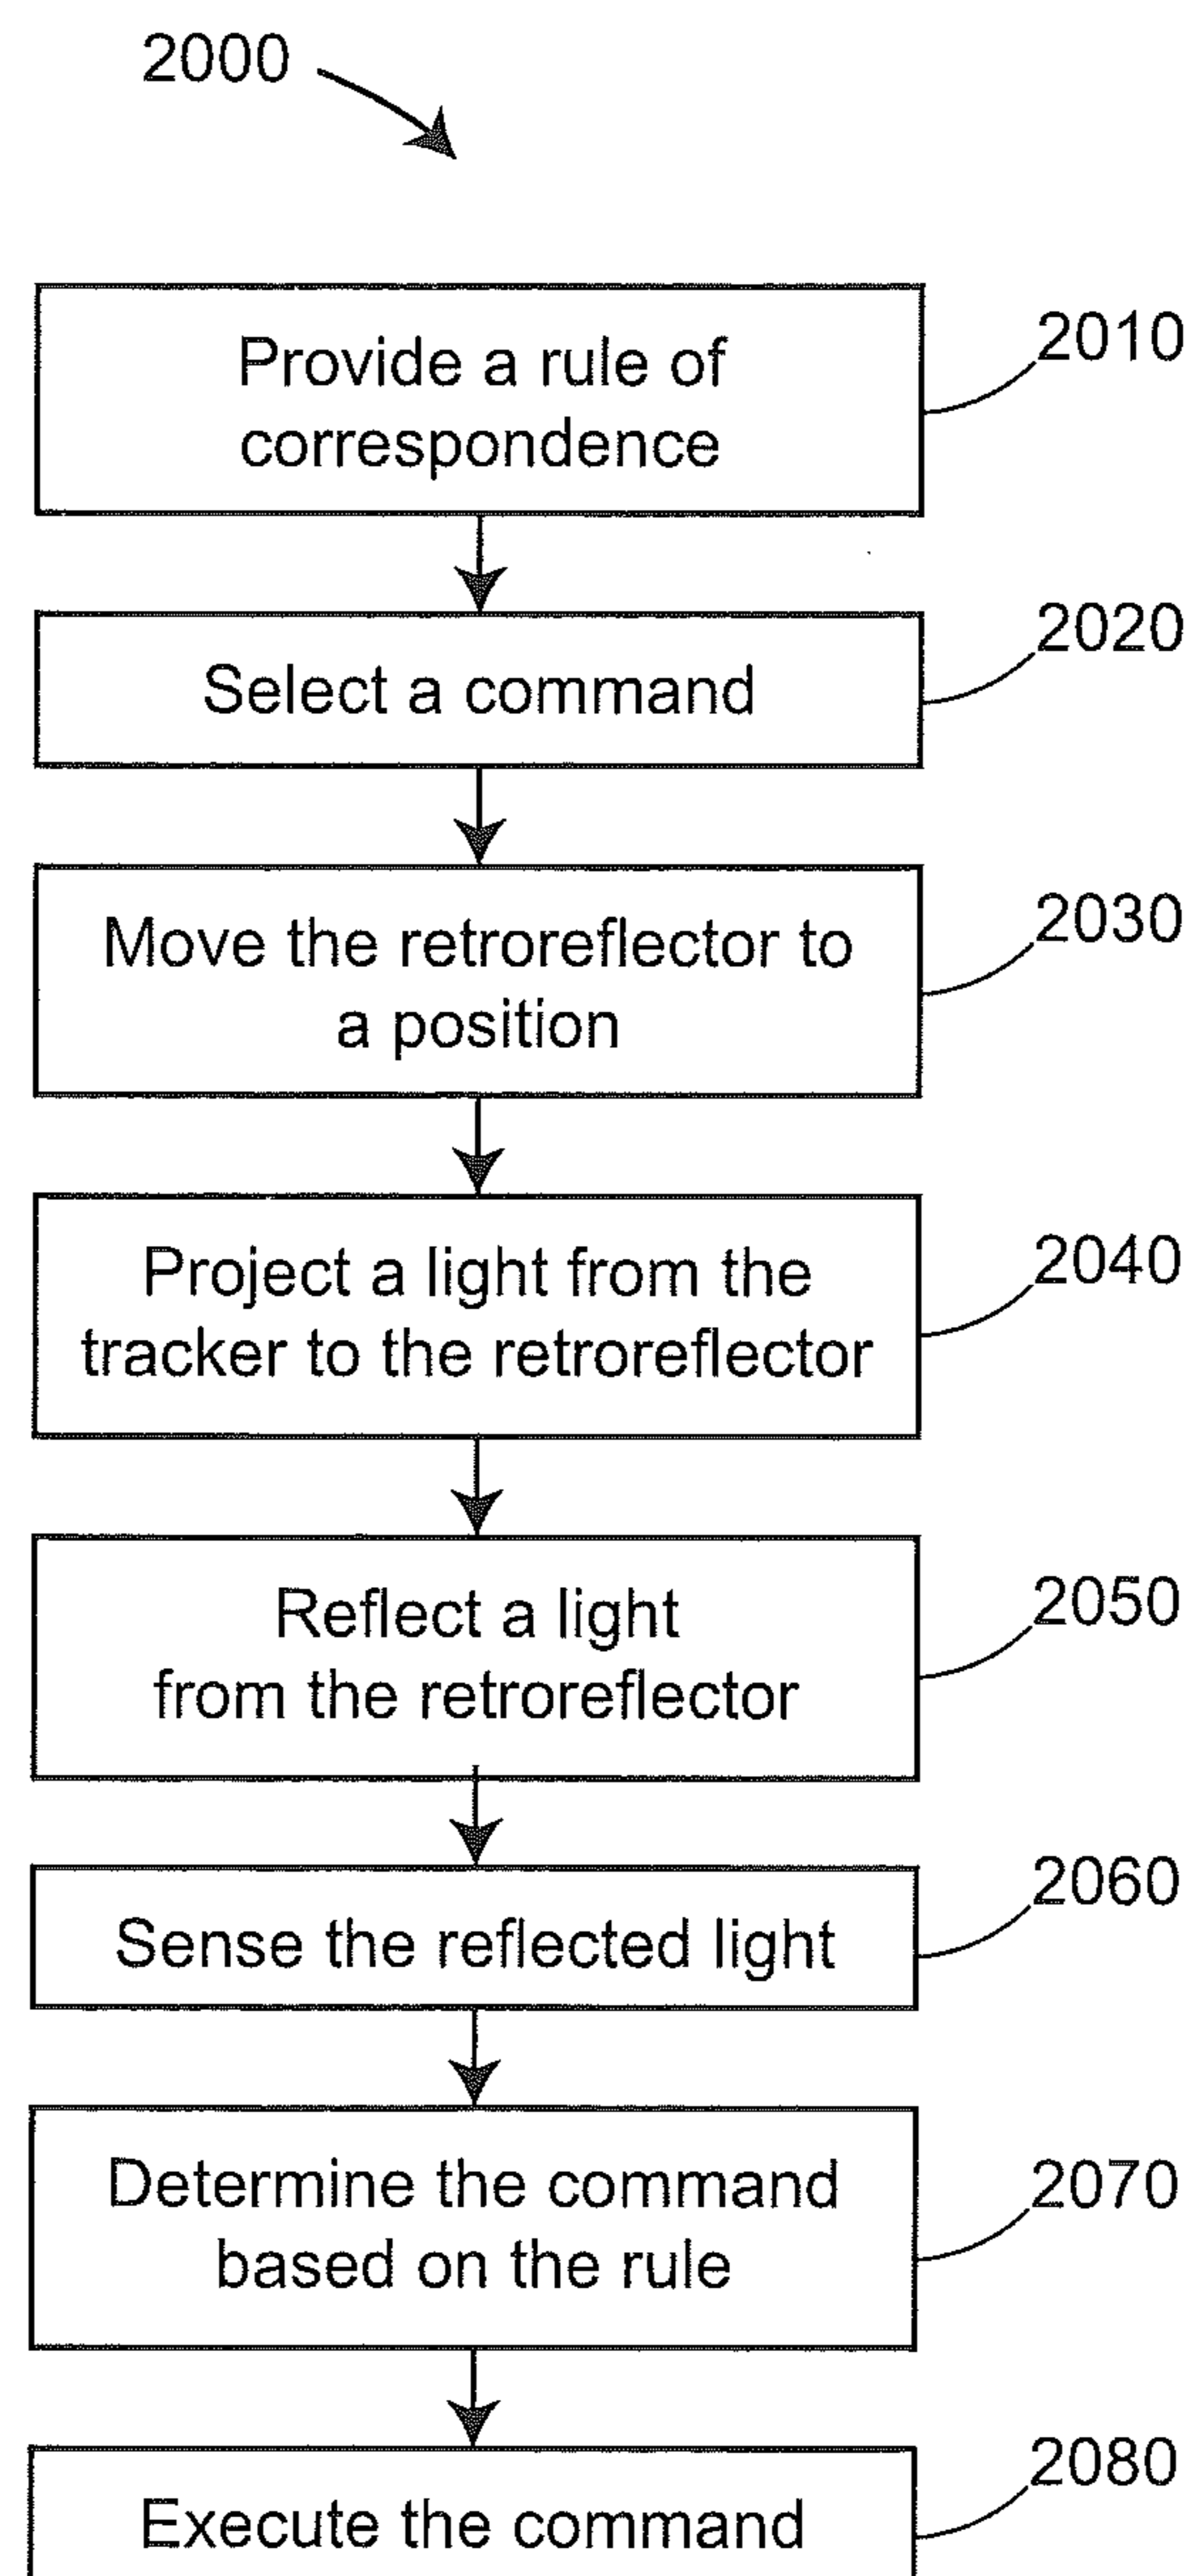 2000
Provide a rule of
correspondence
2010
Select a command
2020
Move the retroreflector to
a position
2030
Project a light from the
tracker to the retroreflector
2040
Reflect a light
from the retroreflector
2050
Sense the reflected light
2060
Determine the command
based on the rule
2070
Execute the command
2080